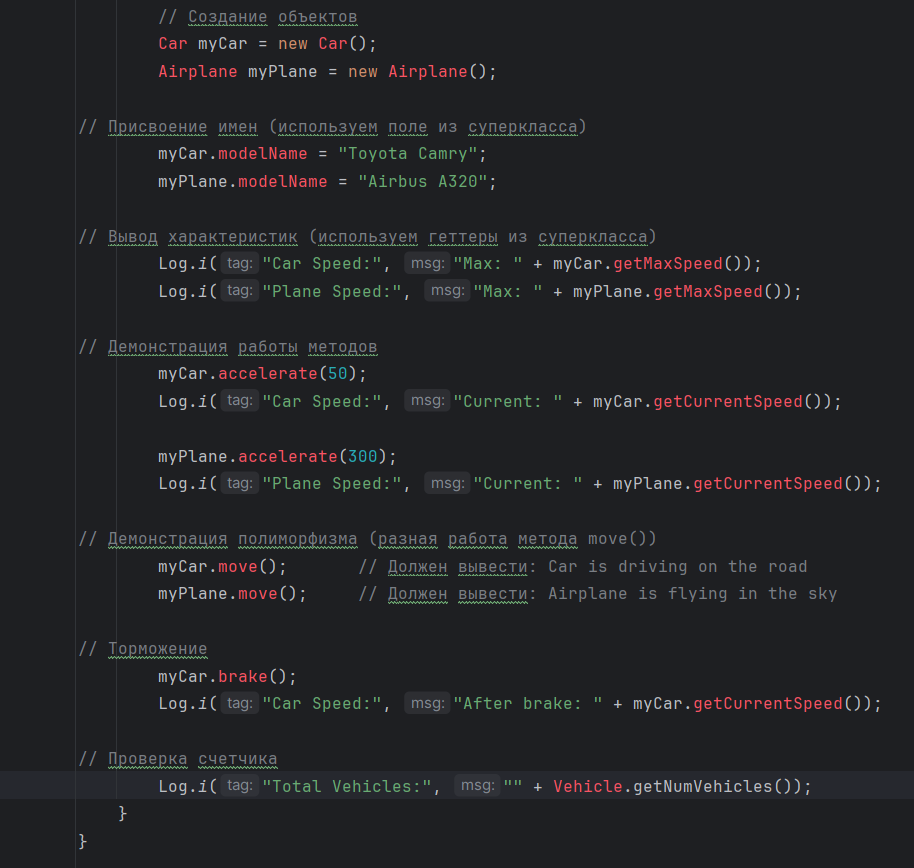 // Создание объектов
Car myCar = new Car();
Airplane myPlane = new Airplane();
// Присвоение имен (используем поле из суперкласса)
myCar.modelName = "Toyota Camry";
myPlane.modelName = "Airbus A320";
// Вывод характеристик (используем геттеры из суперкласса)
Log.i( tag: "Car Speed:", msg: "Max: " + myCar.getMaxSpeed());
Log.i( tag: "Plane Speed:", msg: "Max: " + myPlane.getMaxSpeed());
// Демонстрация работы методов
myCar.accelerate(50);
Log.i( tag: "Car Speed:", msg: "Current: " + myCar.getCurrentSpeed());
myPlane.accelerate(300);
Log.i( tag: "Plane Speed:", msg: "Current: " + myPlane.getCurrentSpeed());
// Демонстрация полиморфизма (разная работа метода move())
myCar.move();       // Должен вывести: Car is driving on the road
myPlane.move();     // Должен вывести: Airplane is flying in the sky
// Торможение
myCar.brake();
Log.i( tag: "Car Speed:", msg: "After brake: " + myCar.getCurrentSpeed());
// Проверка счетчика
Log.i( tag: "Total Vehicles:", msg: "" + Vehicle.getNumVehicles());
}
}